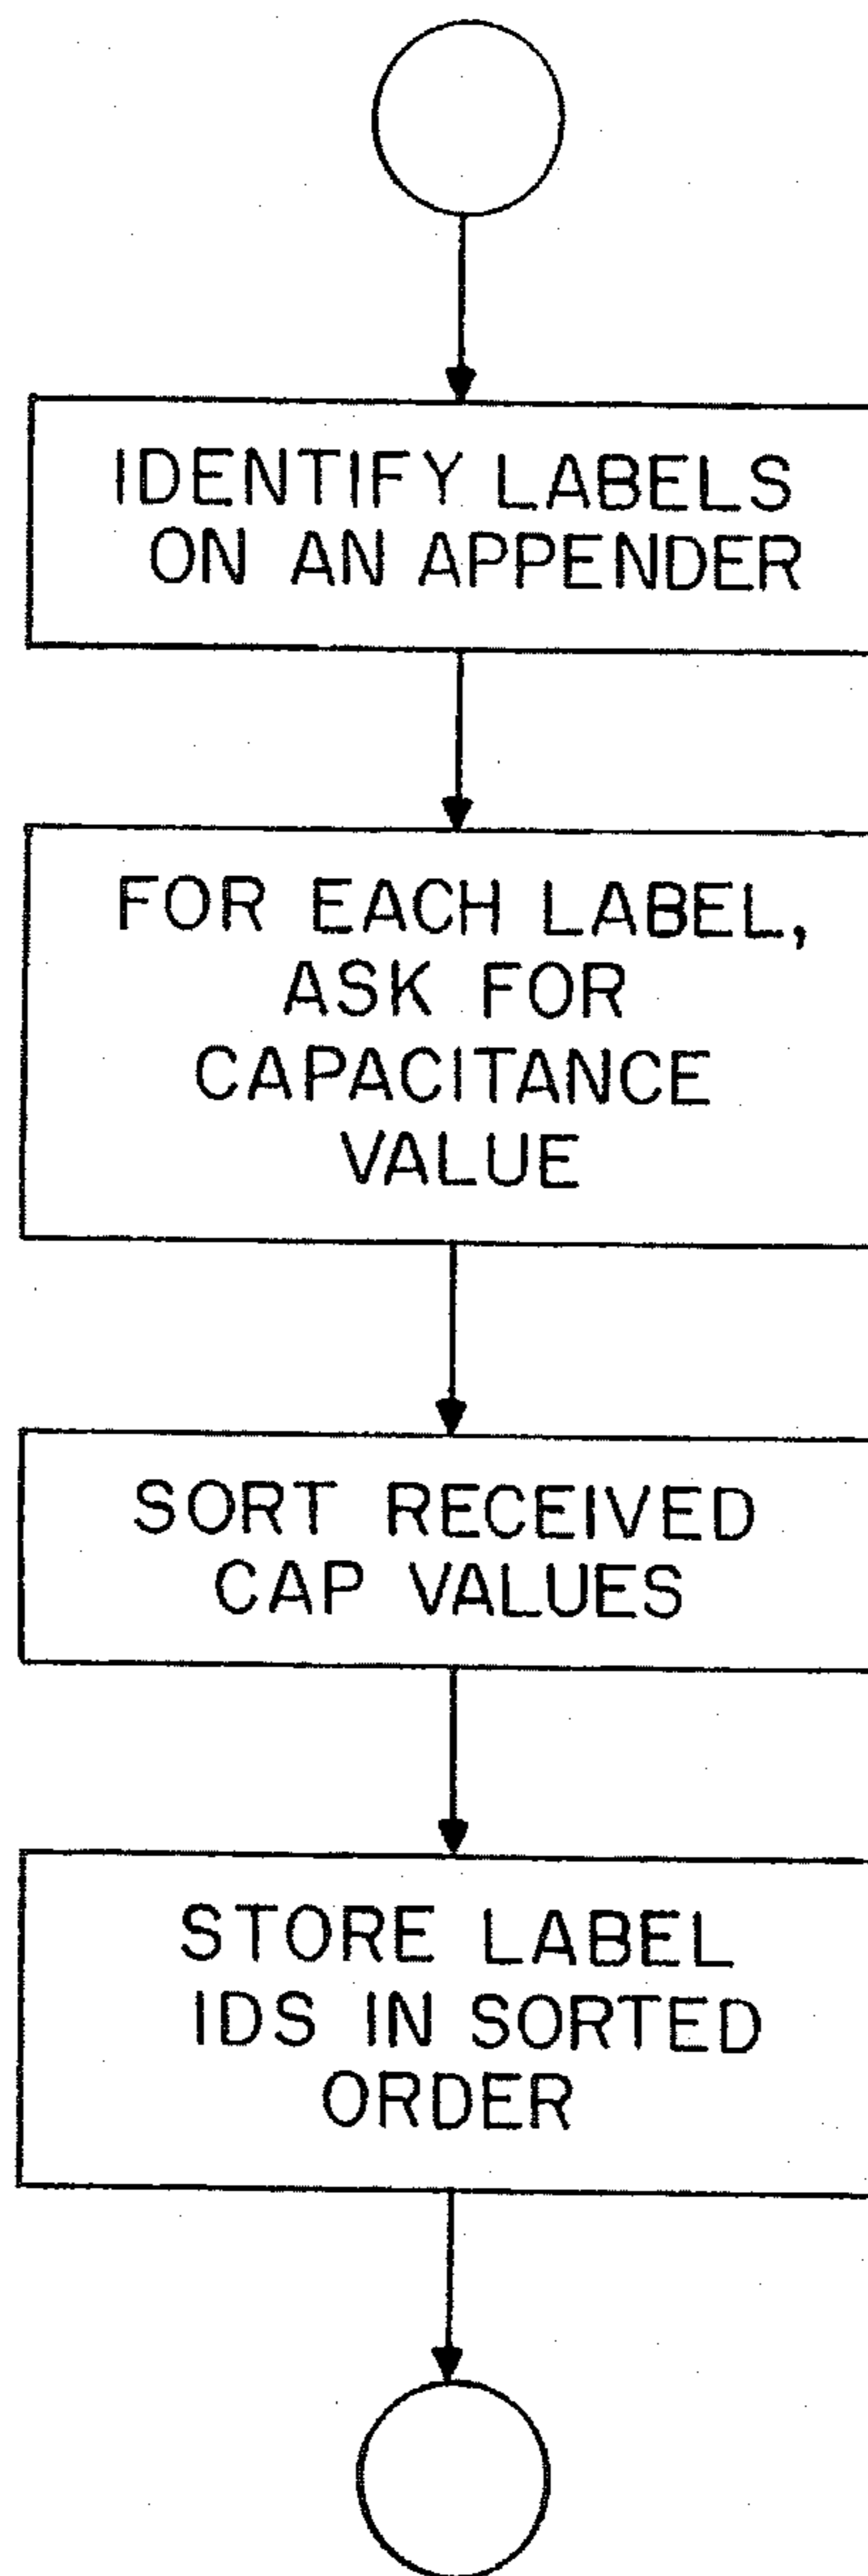 IDENTIFY LABELS
ON AN APPENDER
FOR EACH LABEL,
ASK FOR
CAPACITANCE
VALUE
SORT RECEIVED
CAP VALUES
STORE LABEL
IDS IN SORTED
ORDER